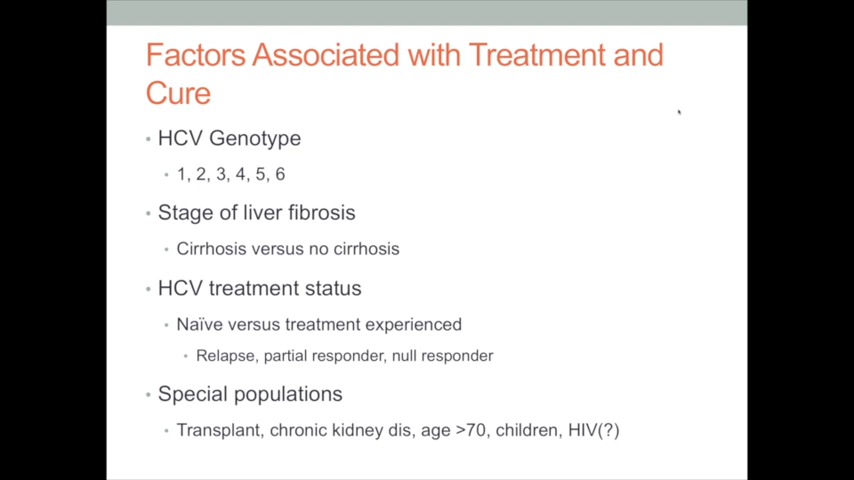 Factors Associated with Treatment and
Cure
• HCV Genotype
• 1, 2, 3, 4, 5, 6
• Stage of liver fibrosis
• Cirrhosis versus no cirrhosis
• HCV treatment status
• Naïve versus treatment experienced
• Relapse, partial responder, null responder
• Special populations
• Transplant, chronic kidney dis, age >70, children, HIV(?)